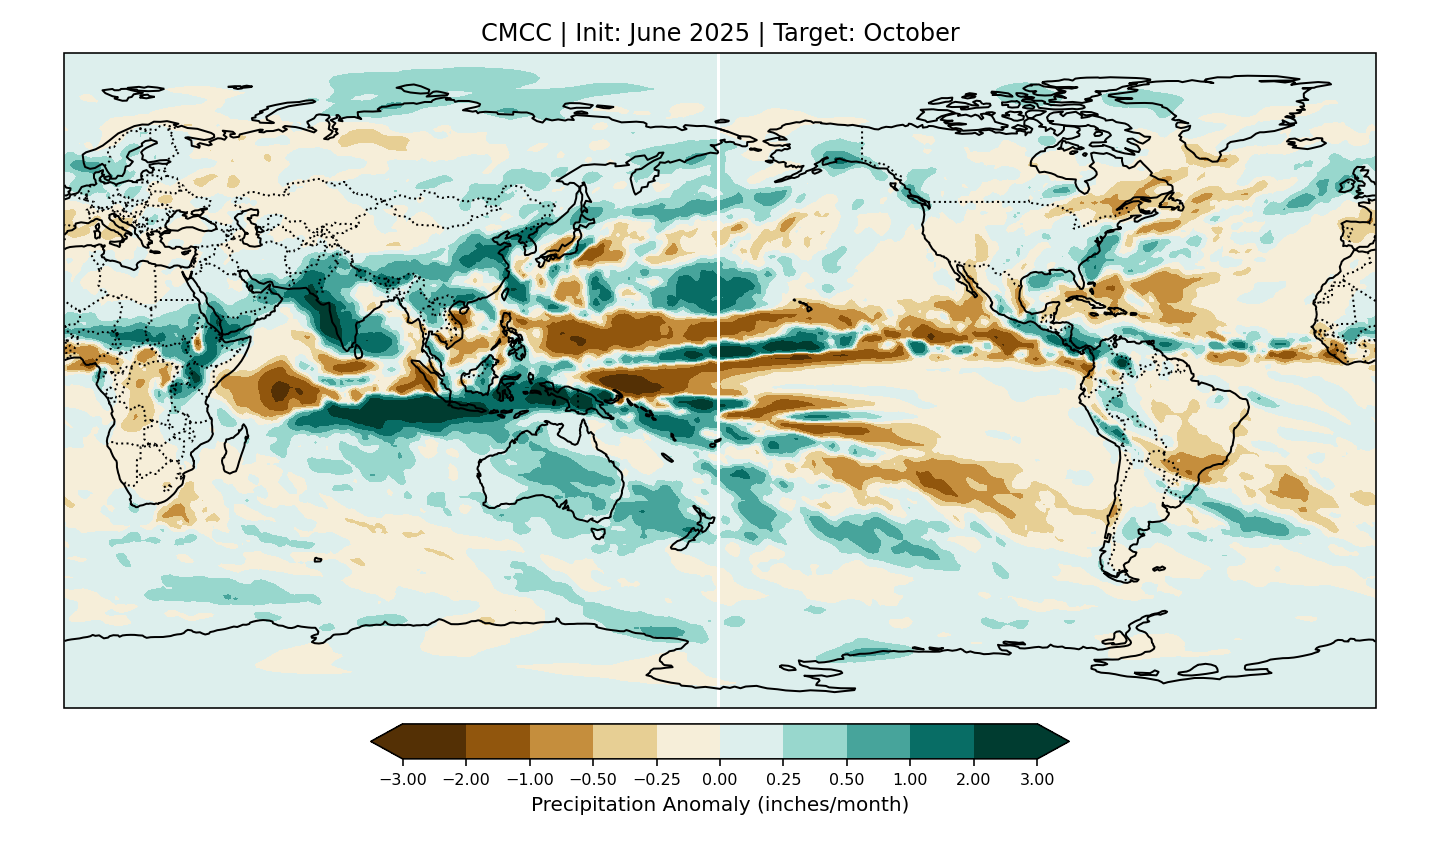 CMCC | Init: June 2025 | Target: October
−3.00 −2.00 −1.00 −0.50 −0.25 0.00 0.25 0.50 1.00 2.00 3.00
Precipitation Anomaly (inches/month)